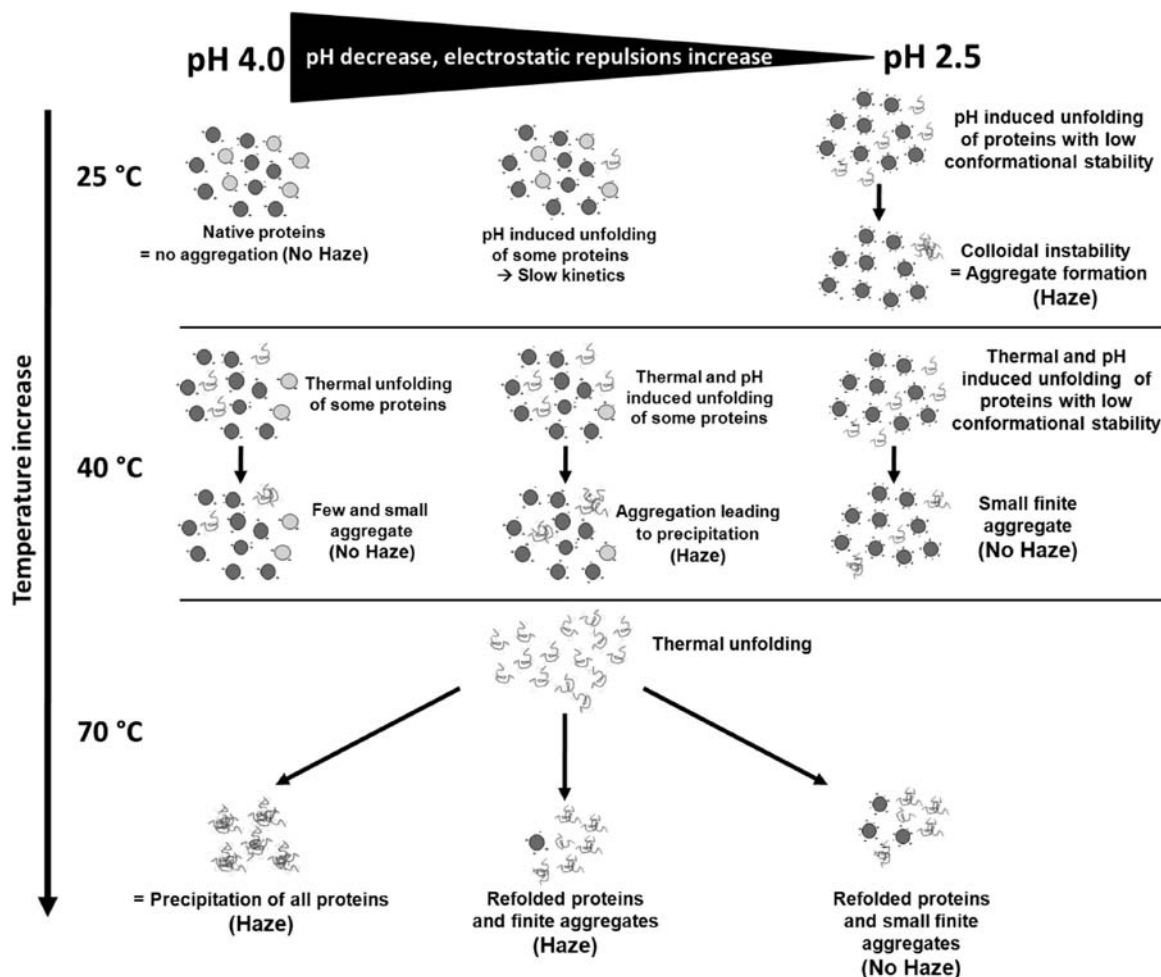 pH 4.0
pH decrease, electrostatic repulsions increase
pH 2.5
Temperature increase
25 °C
Native proteins
= no aggregation (No Haze)
pH induced unfolding
of some proteins
→ Slow kinetics
pH induced unfolding
of proteins with low
conformational stability
Colloidal instability
= Aggregate formation
(Haze)
40 °C
Thermal unfolding
of some proteins
Few and small
aggregate
(No Haze)
Thermal and pH
induced unfolding
of some proteins
Aggregation leading
to precipitation
(Haze)
Thermal and pH
induced unfolding of
proteins with low
conformational stability
Small finite
aggregate
(No Haze)
70 °C
Thermal unfolding
= Precipitation of all proteins
(Haze)
Refolded proteins
and finite aggregates
(Haze)
Refolded proteins
and small finite
aggregates
(No Haze)